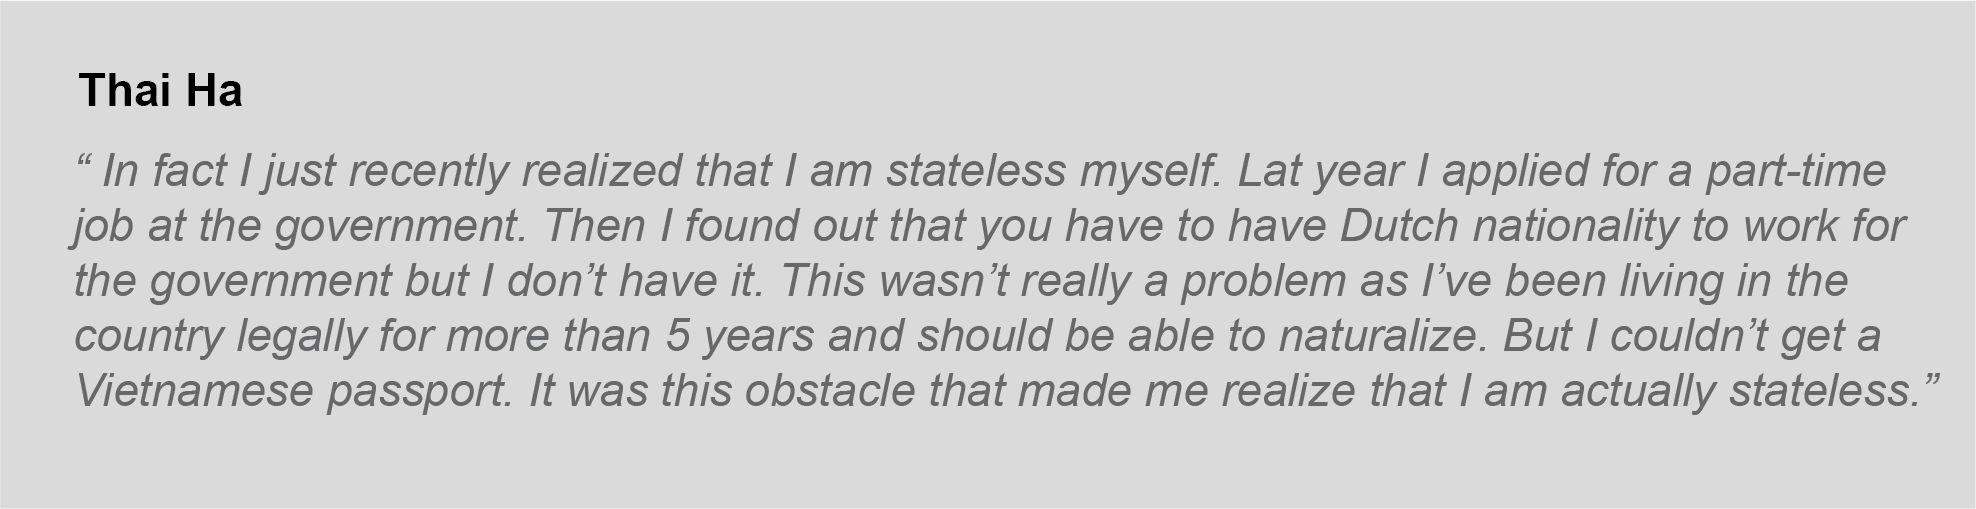 Thai Ha
“ In fact I just recently realized that I am stateless myself. Lat year I applied for a part-time
job at the government. Then I found out that you have to have Dutch nationality to work for
the government but I don’t have it. This wasn’t really a problem as I’ve been living in the
country legally for more than 5 years and should be able to naturalize. But I couldn’t get a
Vietnamese passport. It was this obstacle that made me realize that I am actually stateless.”